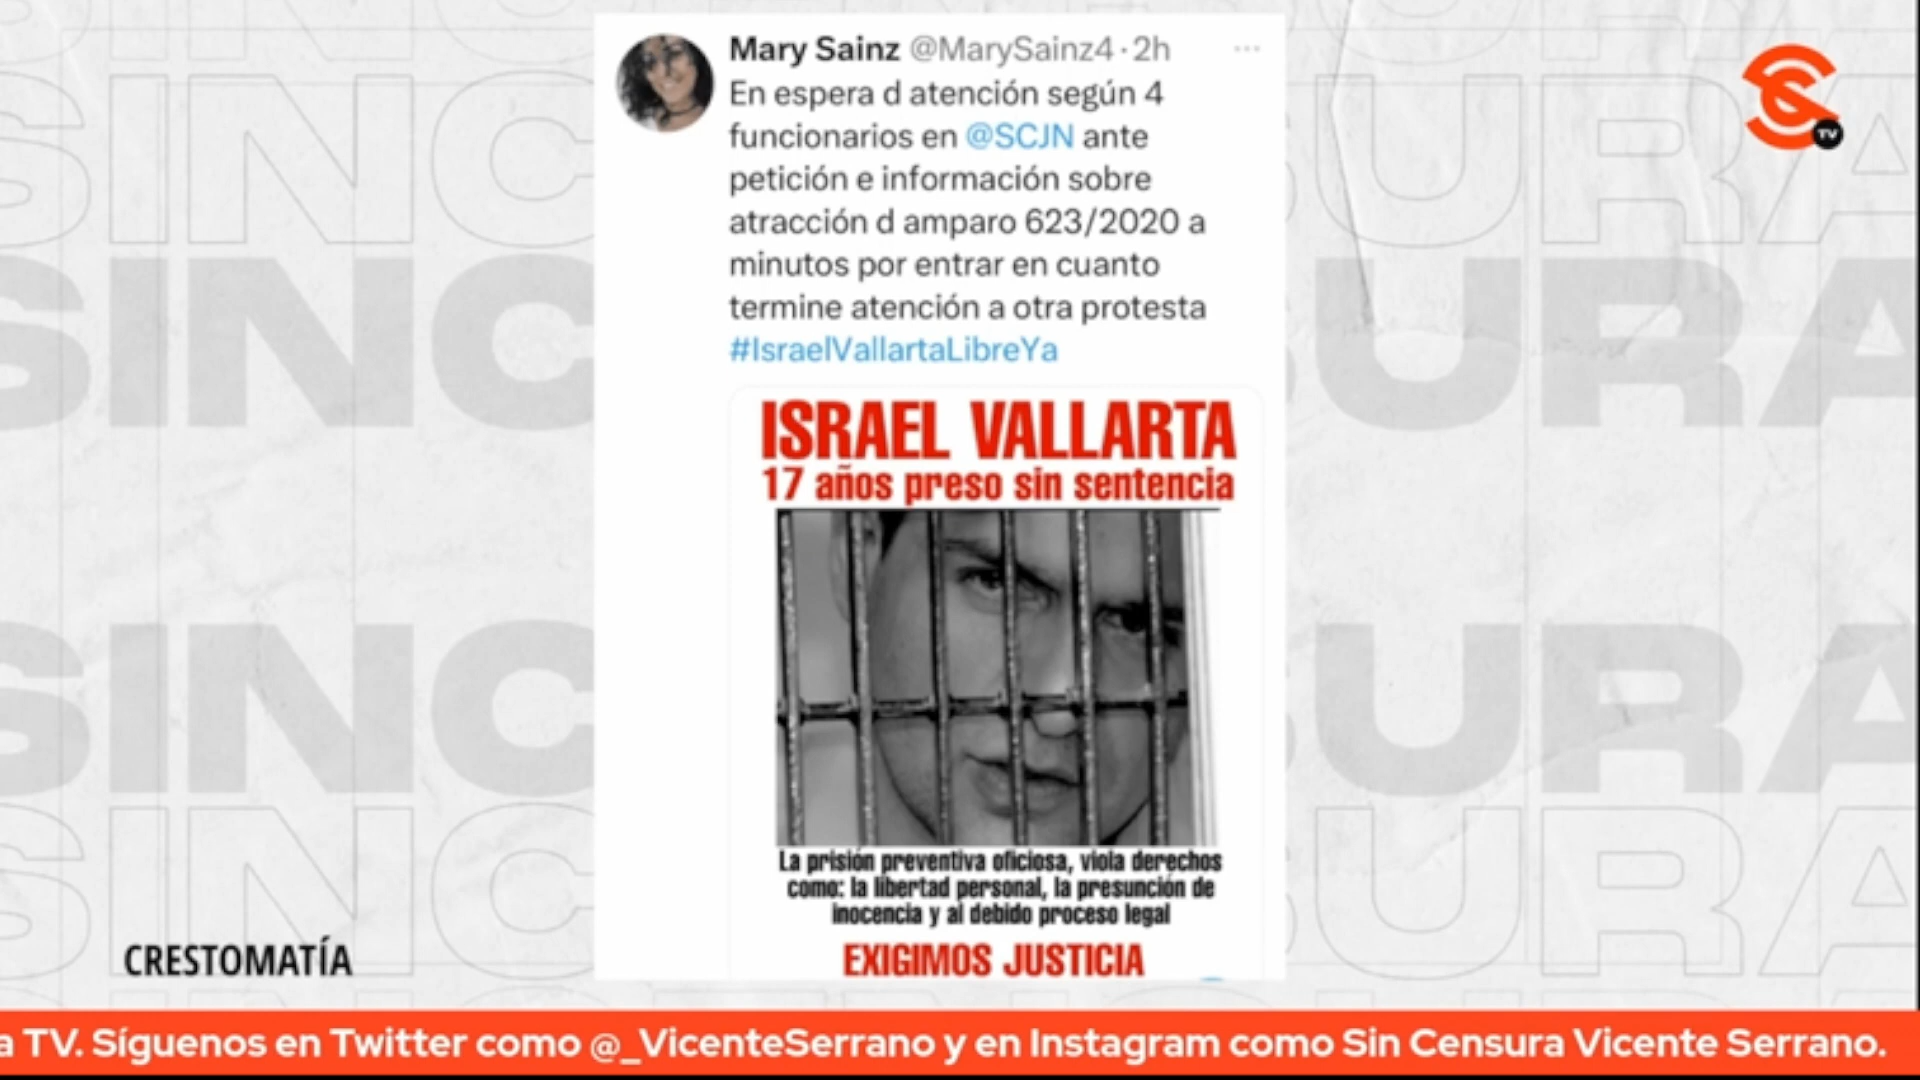 Mary Sainz @MarySainz4 · 2h
En espera d atención según 4
funcionarios en @SCJN ante
petición e información sobre
atracción d amparo 623/2020 a
minutos por entrar en cuanto
termine atención a otra protesta
#IsraelVallartaLibreYa
ISRAEL VALLARTA
17 años preso sin sentencia
La prisión preventiva oficiosa, viola derechos
como: la libertad personal, la presunción de
inocencia y al debido proceso legal
EXIGIMOS JUSTICIA
TV
CRESTOMATÍA
a TV. Síguenos en Twitter como @_VicenteSerrano y en Instagram como Sin Censura Vicente Serrano.